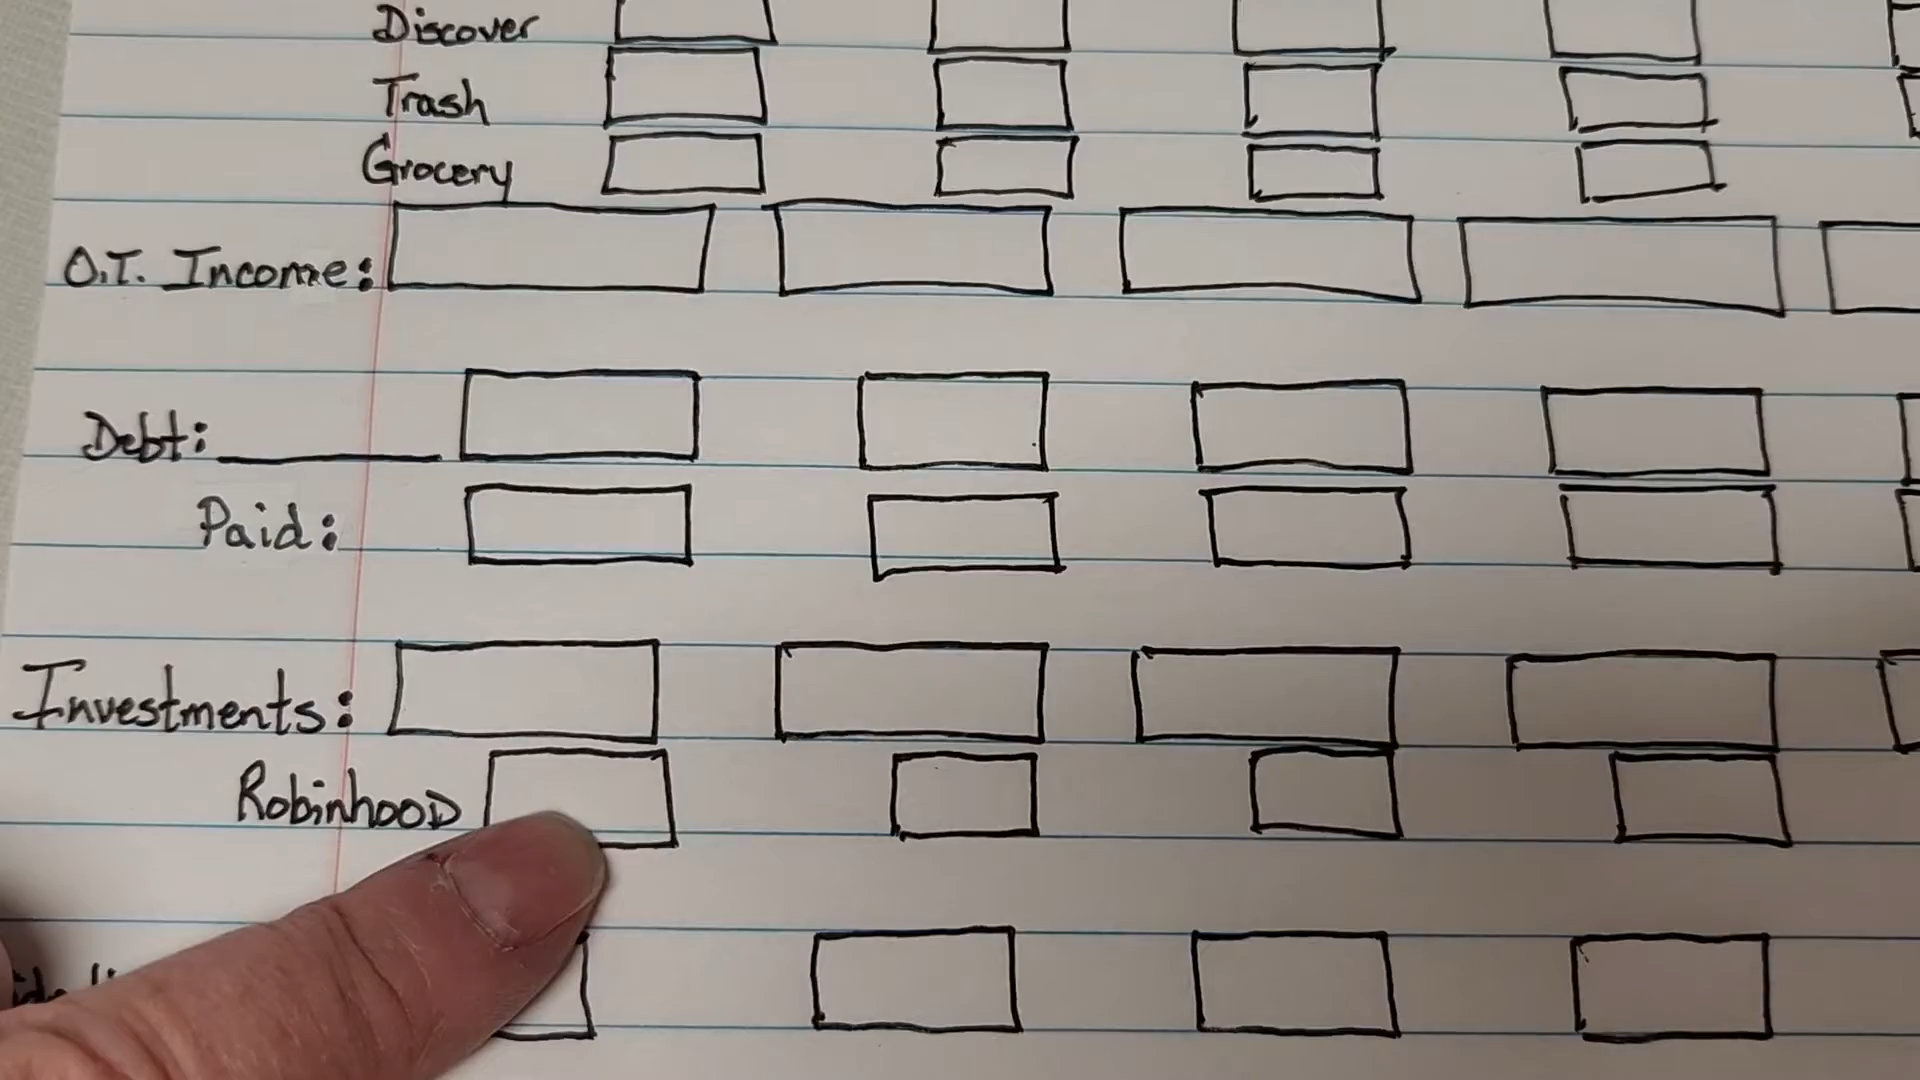 Discover
Trash
Grocery
O.T. Income:
Debt:
Paid:
Investments:
RobinhooD